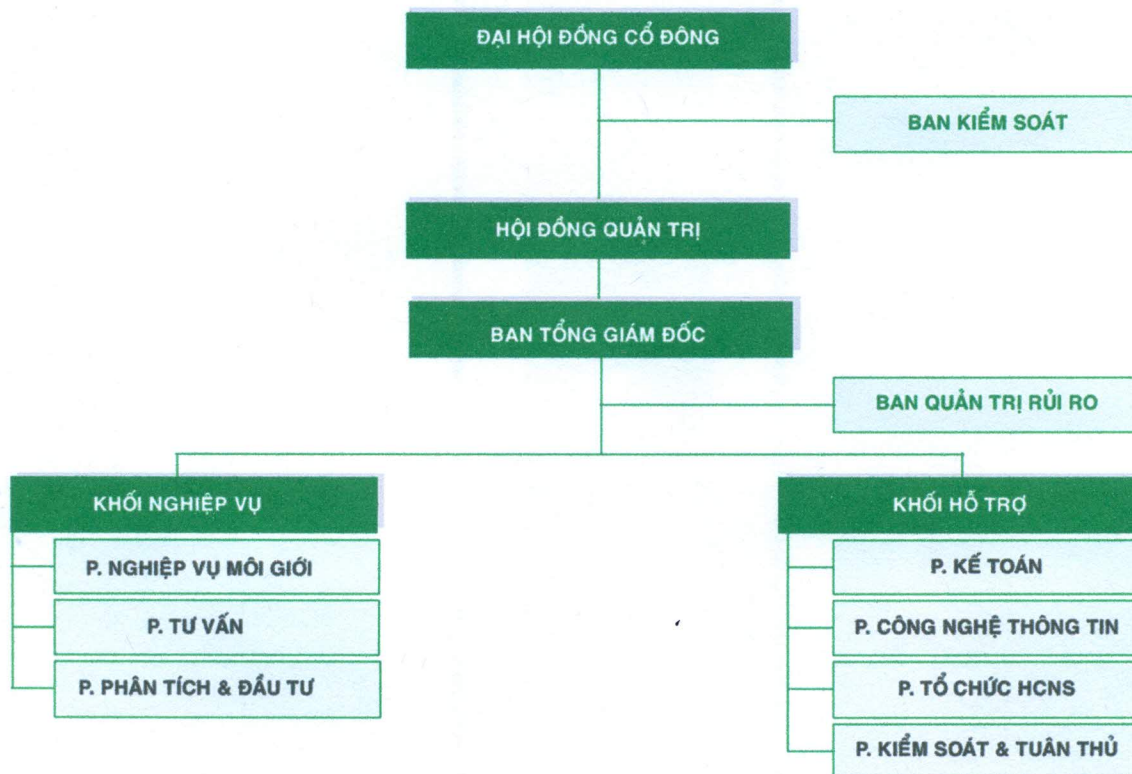 ĐẠI HỘI ĐỒNG CỔ ĐÔNG
BAN KIỂM SOÁT
HỘI ĐỒNG QUẢN TRỊ
BAN TỔNG GIÁM ĐỐC
BAN QUẢN TRỊ RỦI RO
KHỐI NGHIỆP VỤ
P. NGHIỆP VỤ MÔI GIỚI
P. TƯ VẤN
P. PHÂN TÍCH & ĐẦU TƯ
KHỐI HỖ TRỢ
P. KẾ TOÁN
P. CÔNG NGHỆ THÔNG TIN
P. TỔ CHỨC HCNS
P. KIỂM SOÁT & TUÂN THỦ